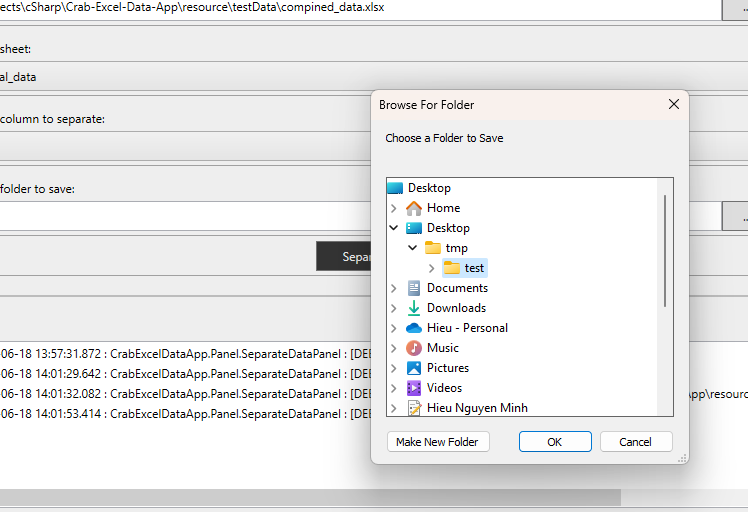 ects\cSharp\Crab-Excel-Data-App\resource\testData\compined_data.xlsx
...
sheet:
al_data
column to separate:
folder to save:
...
Sepa
-06-18 13:57:31.872 : CrabExcelDataApp.Panel.SeparateDataPanel : [DE
-06-18 14:01:29.642 : CrabExcelDataApp.Panel.SeparateDataPanel : [DE
-06-18 14:01:32.082 : CrabExcelDataApp.Panel.SeparateDataPanel : [DE
pp\resourc
-06-18 14:01:53.414 : CrabExcelDataApp.Panel.SeparateDataPanel : [DE
Browse For Folder
Choose a Folder to Save
Desktop
Home
Desktop
tmp
test
Documents
Downloads
Hieu - Personal
Music
Pictures
Videos
Hieu Nguyen Minh
Make New Folder
OK
Cancel